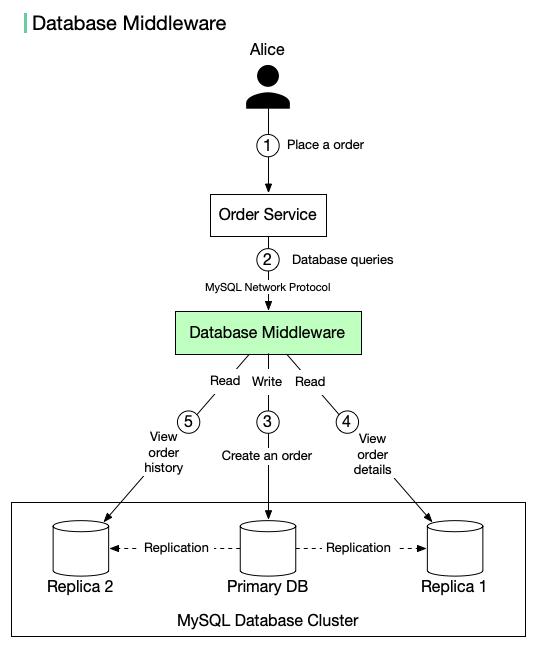 Database Middleware
Alice
1 Place a order
Order Service
2 Database queries
MySQL Network Protocol
Database Middleware
Read Write Read
5 3 4
View
order
history
Create an order
View
order
details
Replication Replication
Replica 2 Primary DB Replica 1
MySQL Database Cluster